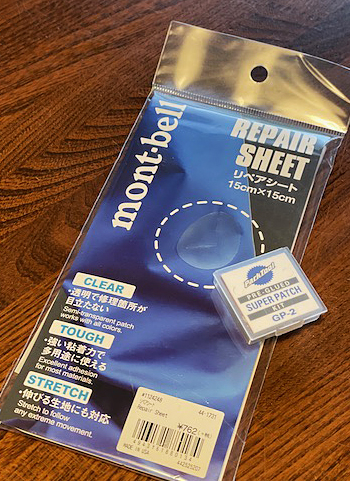 mont-bell
REPAIR
SHEET
リペアシート
15cm×15cm
CLEAR
・透明で修理箇所が
目立たない
Semi-transparent patch
works with all colors.
TOUGH
・強い粘着力で
多用途に使える
Excellent adhesion
for most materials.
STRETCH
・伸びる生地にも対応
Stretch to follow
any extreme movement.
ParkTool
PRE-GLUED
SUPER PATCH
KIT
GP-2
Repair Sheet
¥762
MADE IN USA